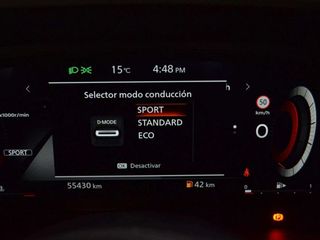 15°C 4:48 PM
Selector modo conducción
x1000r/min
D-MODE
SPORT
STANDARD
ECO
50
km/h
0
SPORT
OK Desactivar
55430 km
42 km
D